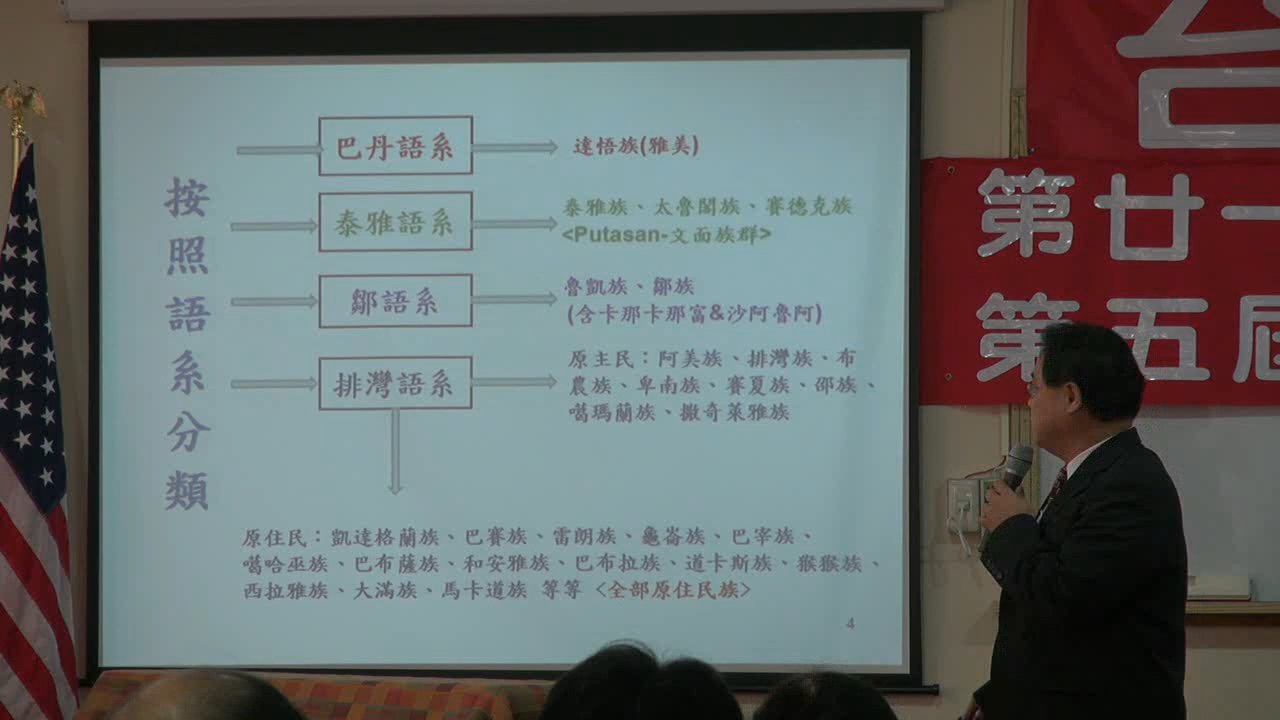 按照語系分類
巴丹語系
達悟族(雅美)
泰雅語系
泰雅族、太魯閣族、賽德克族
<Putasan-文面族群>
鄒語系
魯凱族、鄒族
(含卡那卡那富&沙阿魯阿)
排灣語系
原主民：阿美族、排灣族、布
農族、卑南族、賽夏族、邵族、
噶瑪蘭族、撒奇萊雅族
原住民：凱達格蘭族、巴賽族、雷朗族、龜崙族、巴宰族、
噶哈巫族、巴布薩族、和安雅族、巴布拉族、道卡斯族、猴猴族、
西拉雅族、大滿族、馬卡道族 等等 <全部原住民族>
4
台
第廿一
第五屆